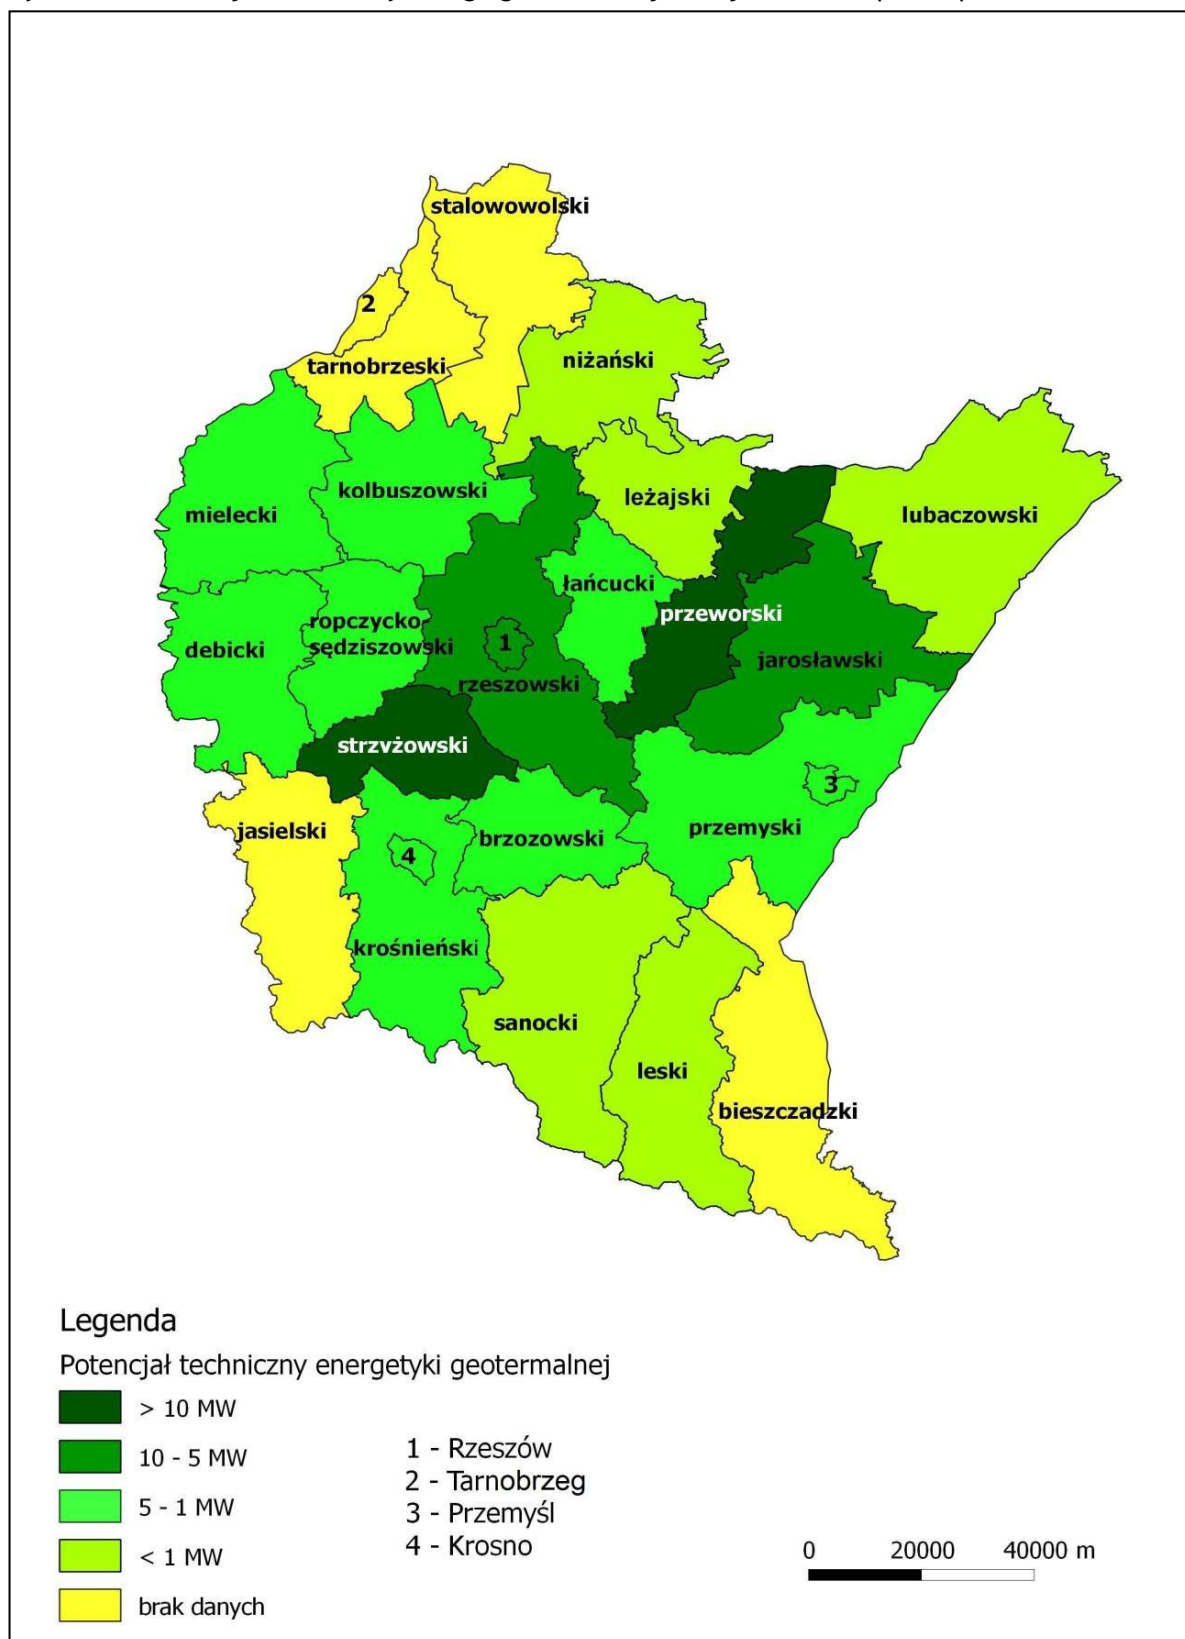 stalowowolski
2
tarnobrzeski
niżański
kolbuszowski
leżajski
mielecki
lubaczowski
łańcucki
ropczycko-
sędziszowski
przeworski
debicki
1
rzeszowski
jarosławski
strzyżowski
3
jasielski
brzozowski
przemyski
4
krośnieński
sanocki
leski
bieszczadzki
Legenda
Potencjał techniczny energetyki geotermalnej
> 10 MW
10 - 5 MW
5 - 1 MW
< 1 MW
brak danych
1 - Rzeszów
2 - Tarnobrzeg
3 - Przemyśl
4 - Krosno
0 20000 40000 m